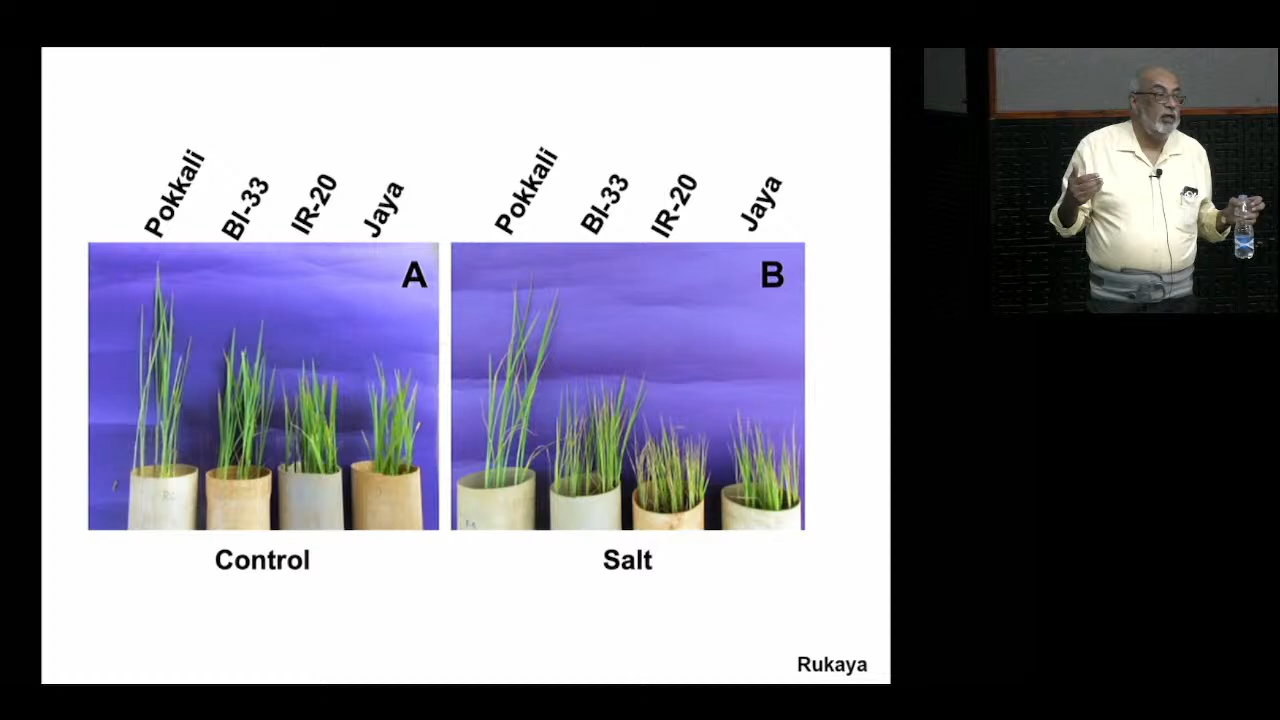 Pokkali
BI-33
IR-20
Jaya
Pokkali
BI-33
IR-20
Jaya
A
B
Control
Salt
Rukaya